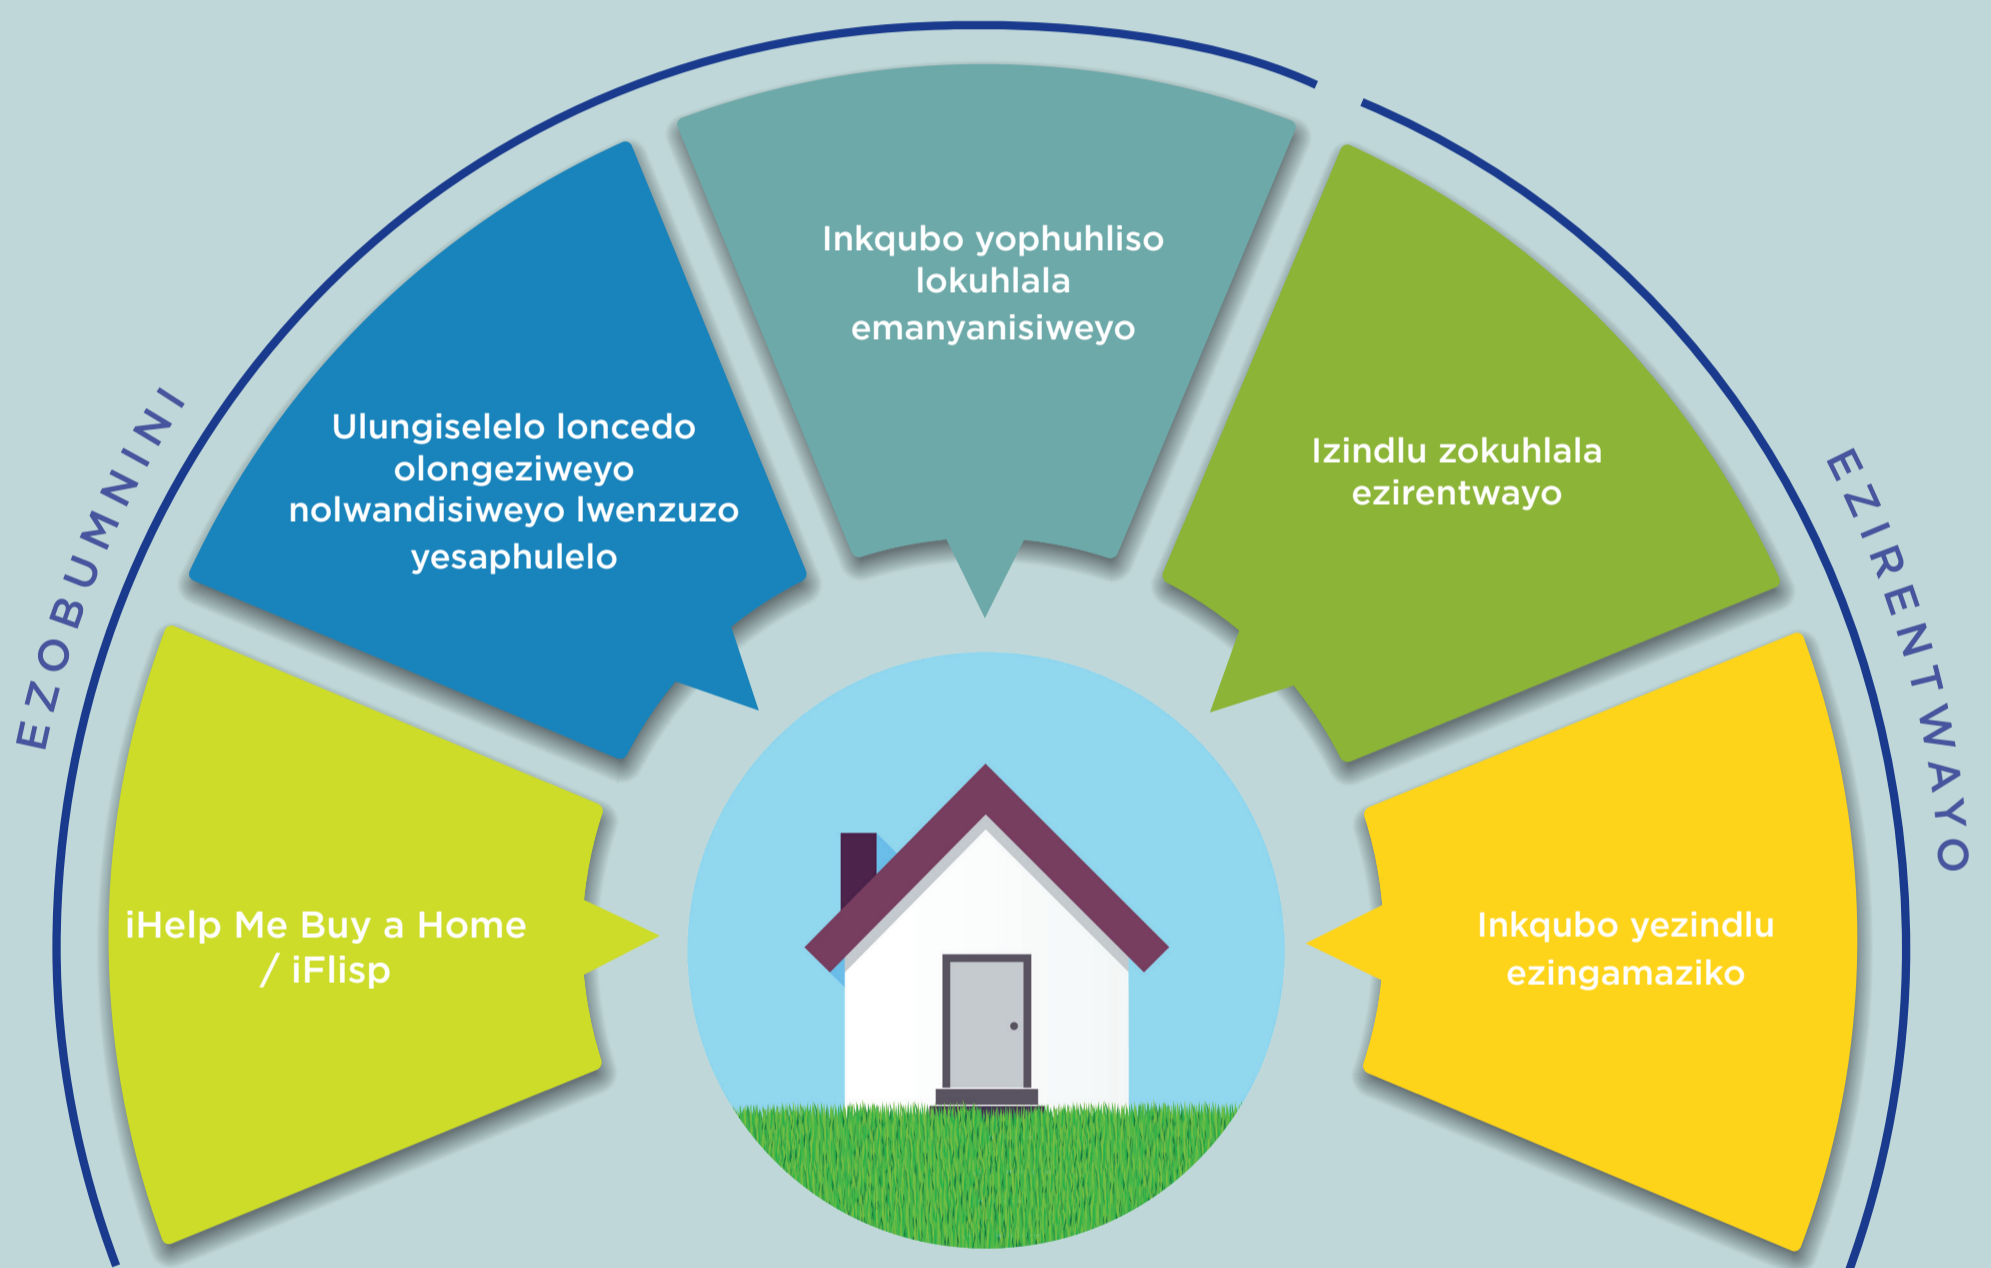 EZOBUMNINI
iHelp Me Buy a Home
/ iFlisp
Ulungiselelo loncedo
olongeziweyo
nolwandisiweyo lwenzuzo
yesaphulelo
Inkqubo yophuhliso
lokuhlala
emanyanisiweyo
EZIRENTWAYO
Izindlu zokuhlala
ezirentwayo
Inkqubo yezindlu
ezingamaziko